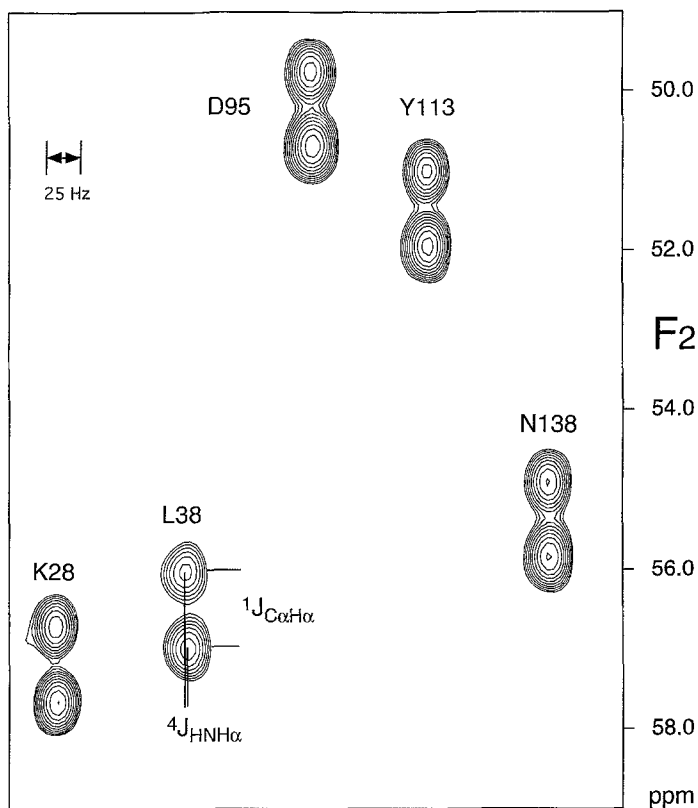 50.0
D95
Y113
25 Hz
52.0
F2
54.0
N138
L38
K28
56.0
¹JCαHα
⁴JHNHα
58.0
ppm